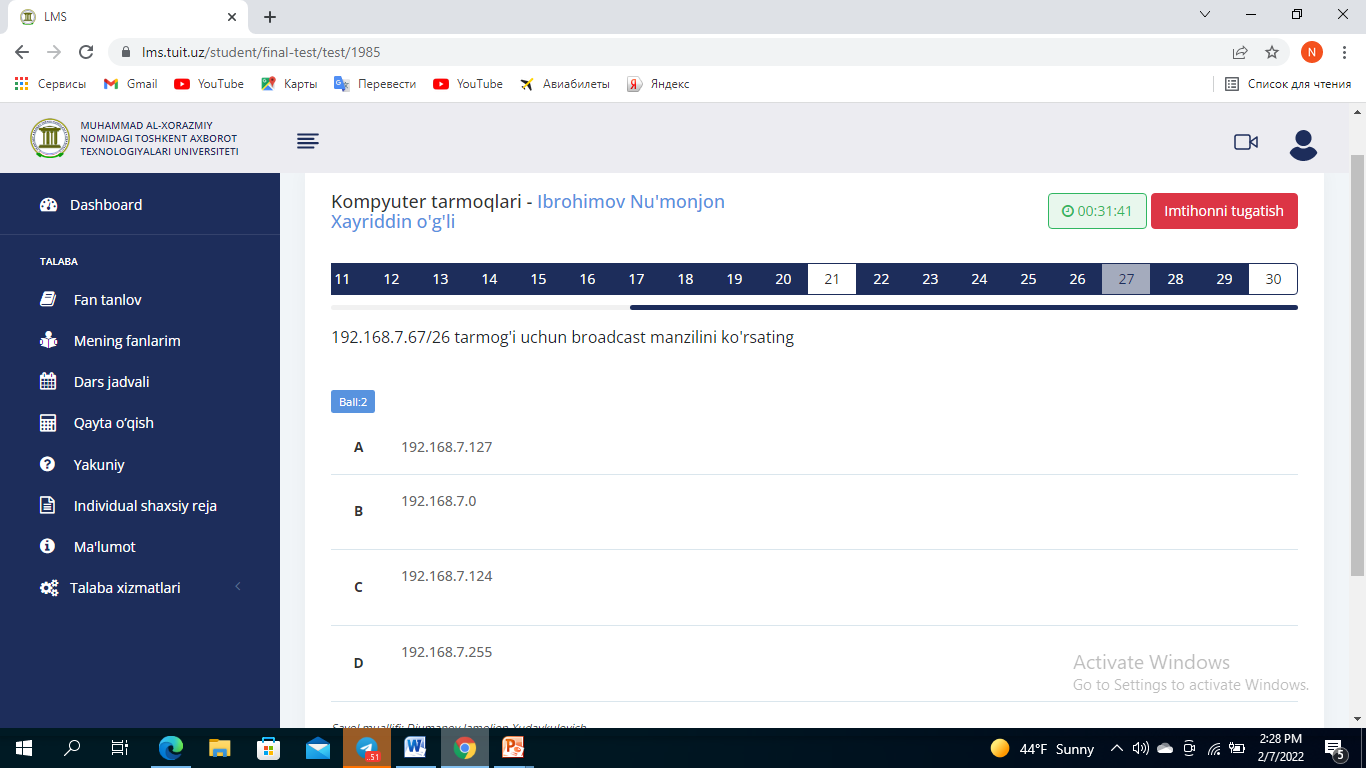 LMS
lms.tuit.uz/student/final-test/test/1985
N
Сервисы Gmail YouTube Карты Перевести YouTube Авиабилеты Яндекс Список для чтения
MUHAMMAD AL-XORAZMIY
NOMIDAGI TOSHKENT AXBOROT
TEXNOLOGIYALARI UNIVERSITETI
Dashboard
TALABA
Fan tanlov
Mening fanlarim
Dars jadvali
Qayta o'qish
Yakuniy
Individual shaxsiy reja
Ma'lumot
Talaba xizmatlari
Kompyuter tarmoqlari - Ibrohimov Nu'monjon
Xayriddin o'g'li
00:31:41 Imtihonni tugatish
11 12 13 14 15 16 17 18 19 20 21 22 23 24 25 26 27 28 29 30
192.168.7.67/26 tarmog'i uchun broadcast manzilini ko'rsating
Ball:2
A 192.168.7.127
B 192.168.7.0
C 192.168.7.124
D 192.168.7.255
Activate Windows
Go to Settings to activate Windows.
Savol muallifi: Djumanov Jamoljon Xudaykulovich
51
44°F Sunny
2:28 PM
2/7/2022
5